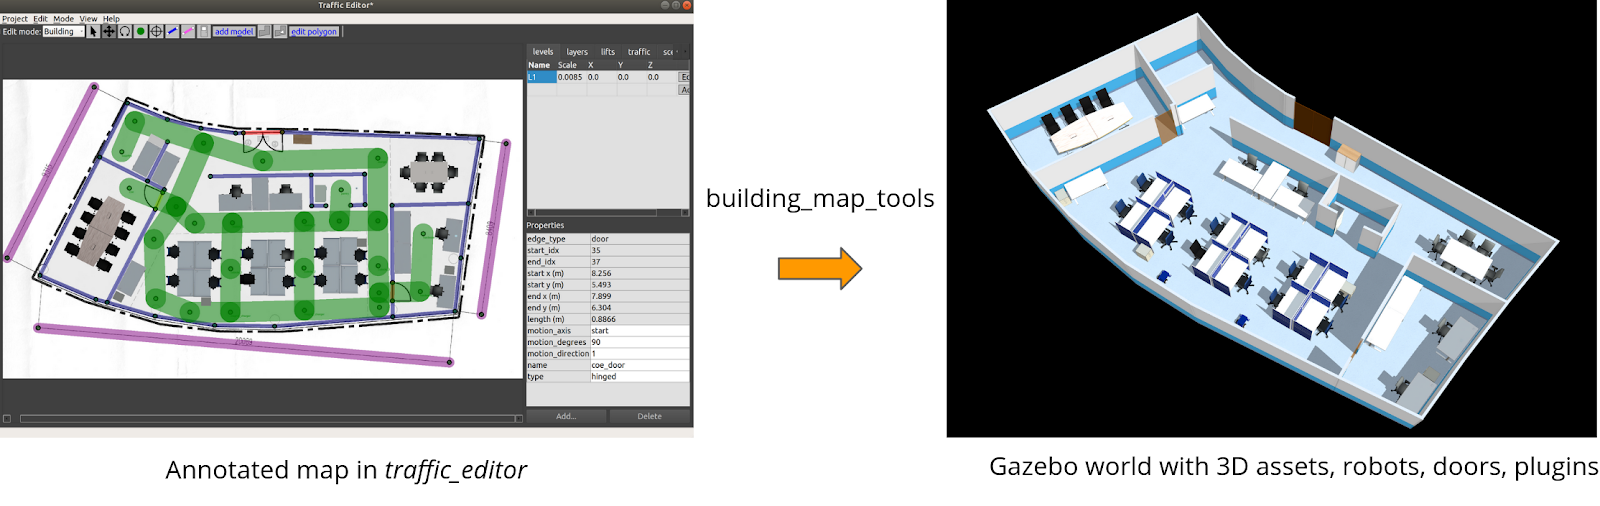 Traffic Editor*
Project Edit Mode View Help
Edit mode: Building add model edit polygon
levels layers lifts traffic
Name Scale X Y Z
L1 0.0085 0.0 0.0 0.0
Properties
edge_type door
start_idx 35
end_idx 37
start x (m) 8.256
start y (m) 5.493
end x (m) 7.899
end y (m) 6.304
length (m) 0.8866
motion_axis start
motion_degrees 90
motion_direction 1
name coe_door
type hinged
Add... Delete
building_map_tools
Annotated map in traffic_editor
Gazebo world with 3D assets, robots, doors, plugins